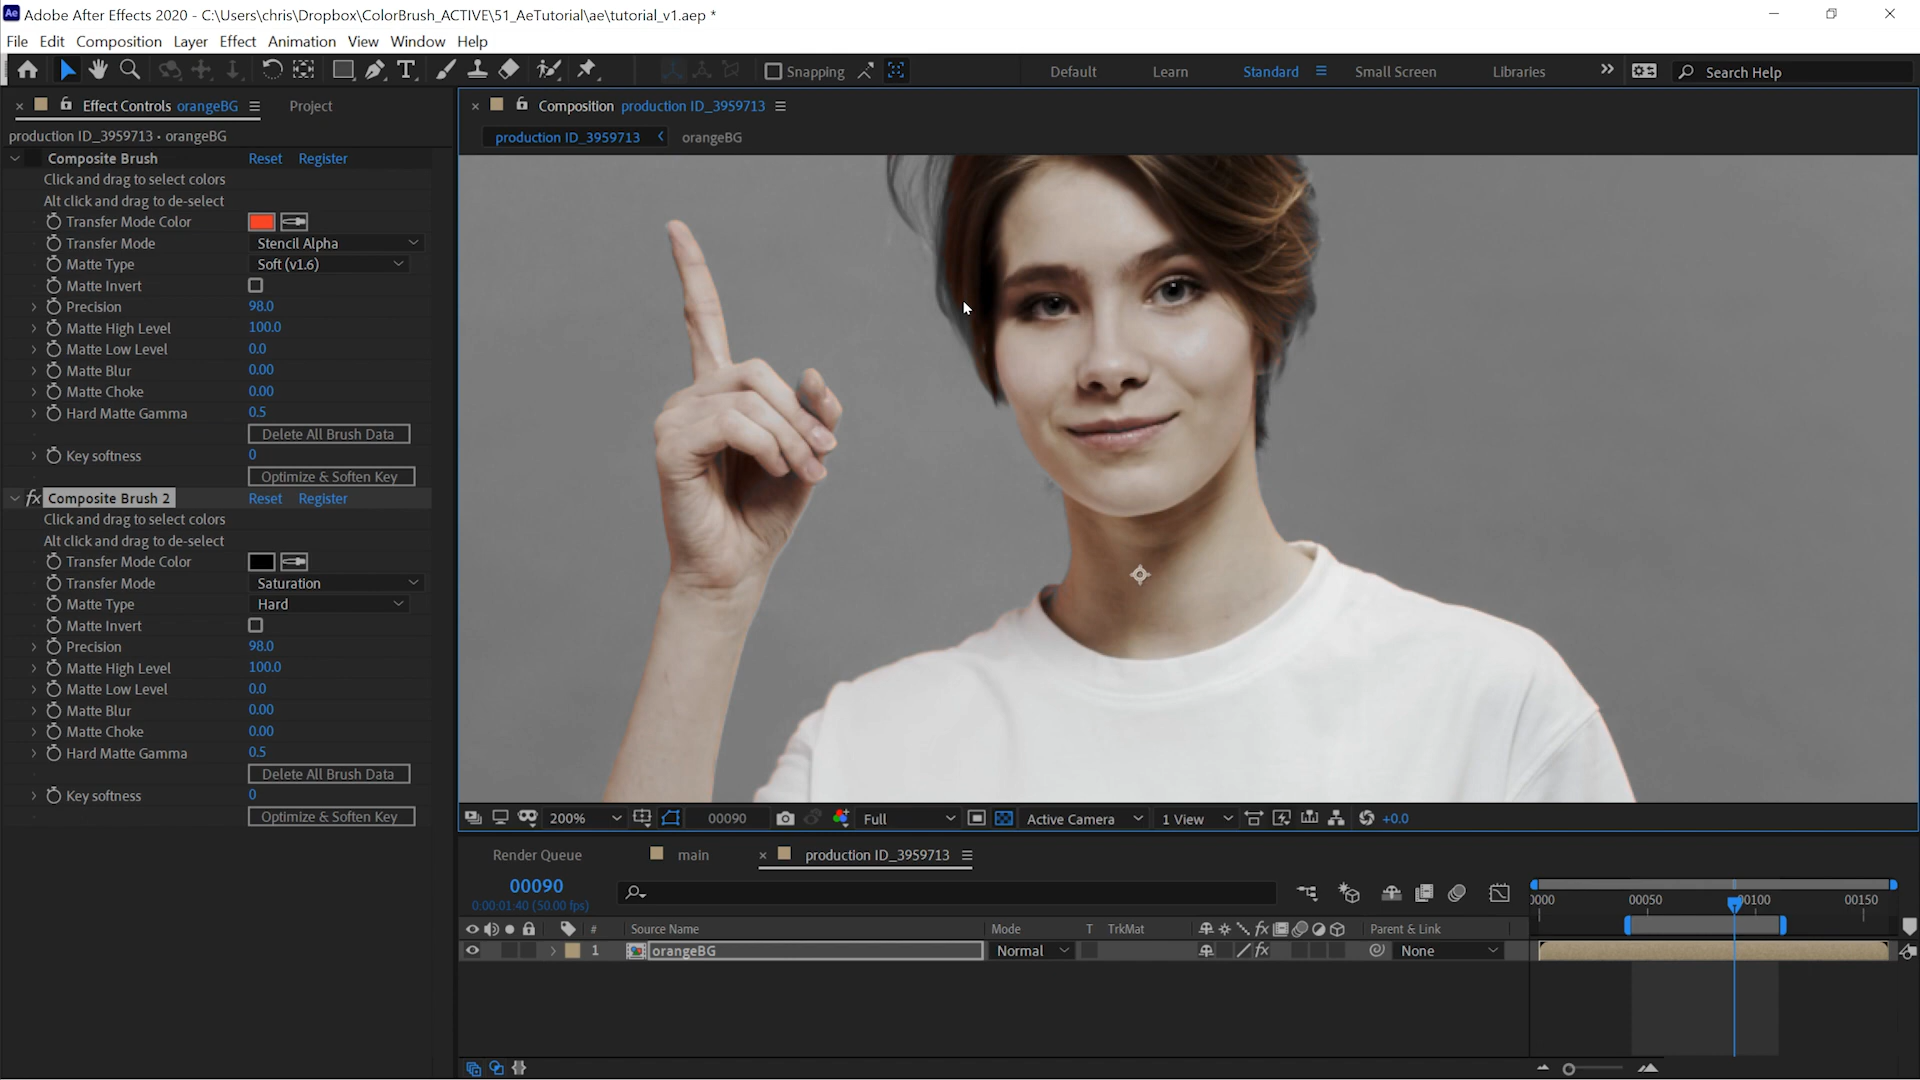 Ae Adobe After Effects 2020 - C:\Users\chris\Dropbox\ColorBrush_ACTIVE\51_AeTutorial\ae\tutorial_v1.aep *
File Edit Composition Layer Effect Animation View Window Help
Snapping Default Learn Standard Small Screen Libraries Search Help
Effect Controls orangeBG Project
production ID_3959713 • orangeBG
Composite Brush Reset Register
Click and drag to select colors
Alt click and drag to de-select
Transfer Mode Color
Transfer Mode Stencil Alpha
Matte Type Soft (v1.6)
Matte Invert
Precision 98.0
Matte High Level 100.0
Matte Low Level 0.0
Matte Blur 0.00
Matte Choke 0.00
Hard Matte Gamma 0.5
Delete All Brush Data
Key softness 0
Optimize & Soften Key
fx Composite Brush 2 Reset Register
Click and drag to select colors
Alt click and drag to de-select
Transfer Mode Color
Transfer Mode Saturation
Matte Type Hard
Matte Invert
Precision 98.0
Matte High Level 100.0
Matte Low Level 0.0
Matte Blur 0.00
Matte Choke 0.00
Hard Matte Gamma 0.5
Delete All Brush Data
Key softness 0
Optimize & Soften Key
Composition production ID_3959713
production ID_3959713 orangeBG
200% 00090 Full Active Camera 1 View +0.0
Render Queue main production ID_3959713
00090
0:00:01:40 (50.00 fps)
0000 00050 00100 00150
# Source Name Mode T TrkMat fx Parent & Link
1 orangeBG Normal fx None